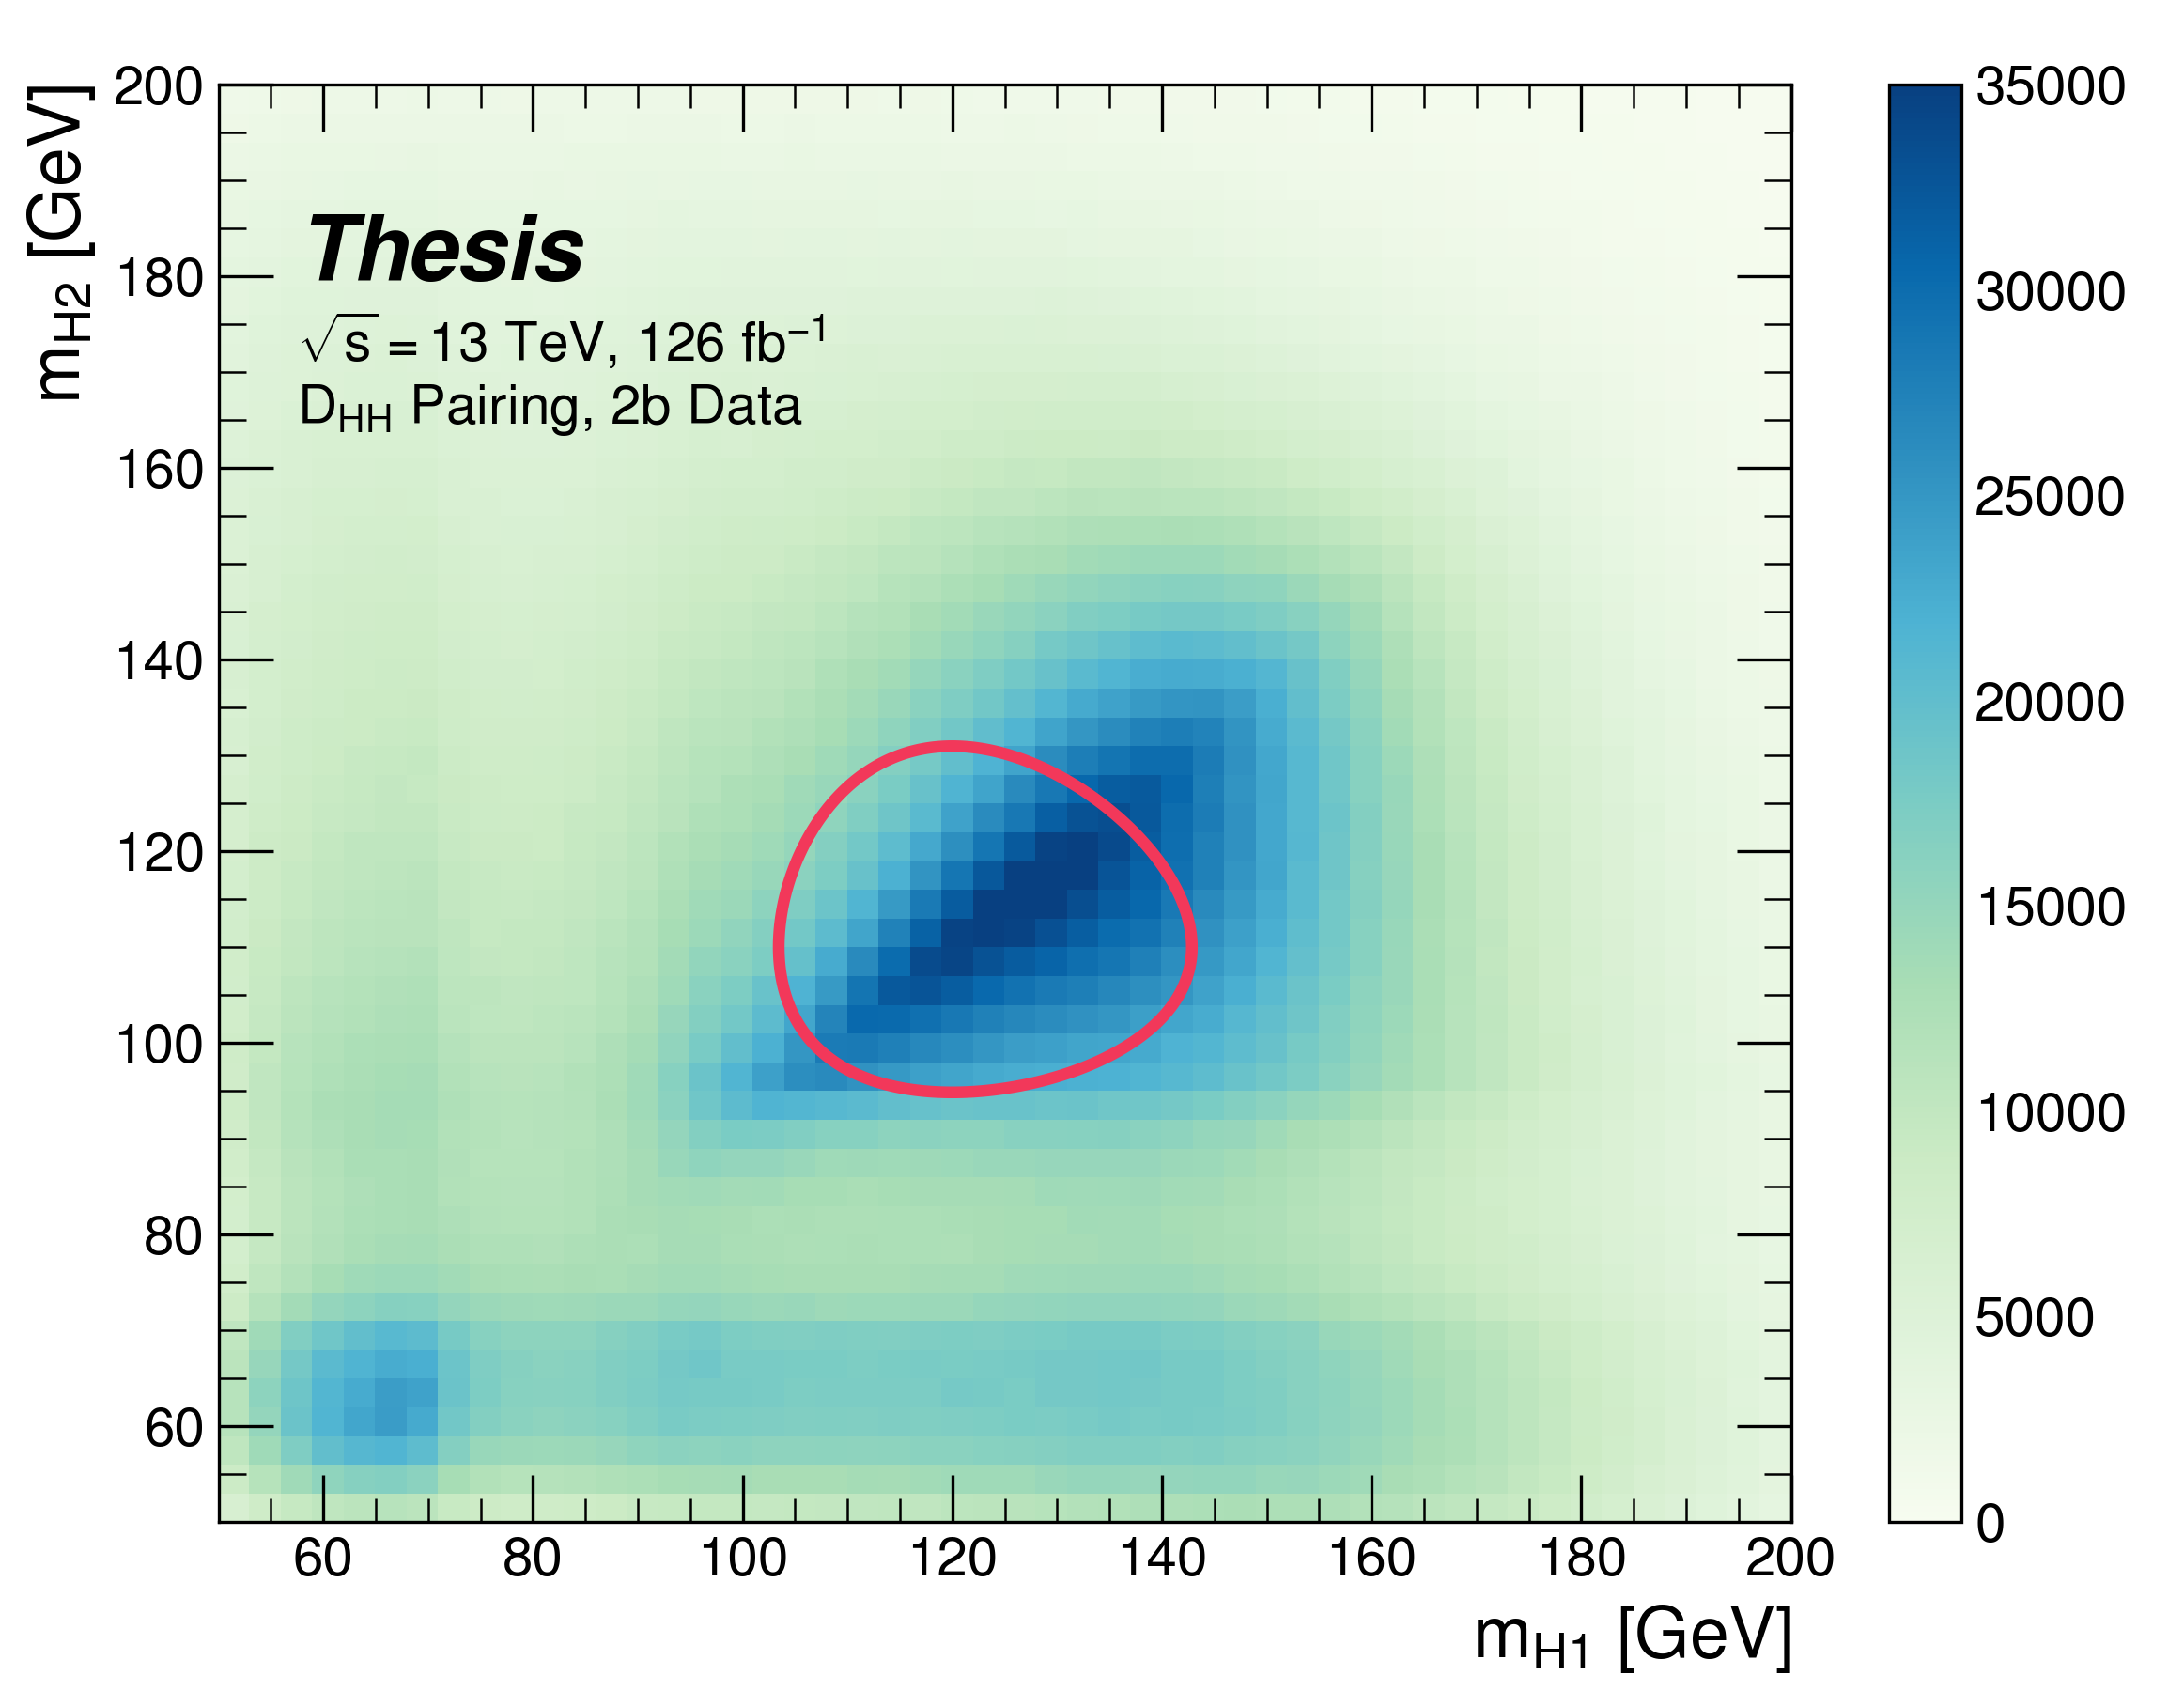 Thesis
√s = 13 TeV, 126 fb⁻¹
D_HH Pairing, 2b Data
m_H2 [GeV]
200
180
160
140
120
100
80
60
60 80 100 120 140 160 180 200
m_H1 [GeV]
35000
30000
25000
20000
15000
10000
5000
0